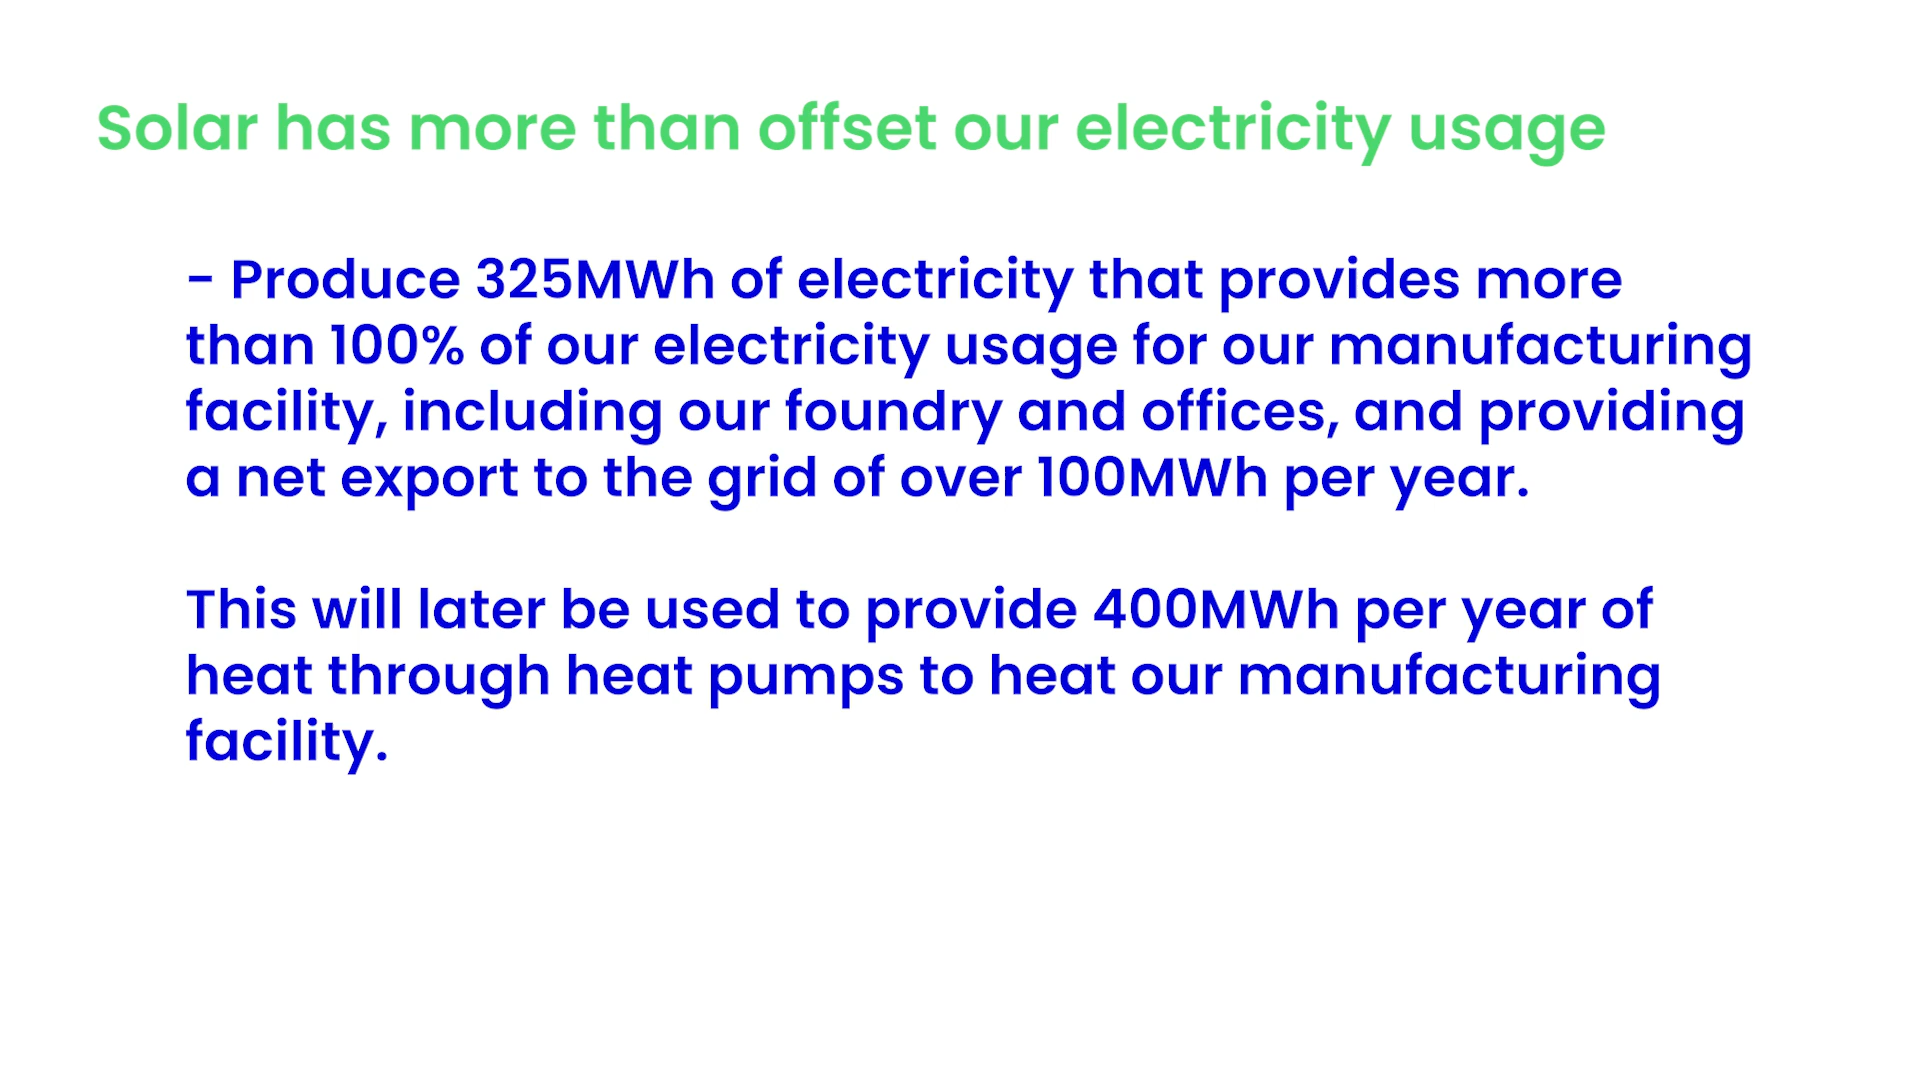 Solar has more than offset our electricity usage
- Produce 325MWh of electricity that provides more
than 100% of our electricity usage for our manufacturing
facility, including our foundry and offices, and providing
a net export to the grid of over 100MWh per year.
This will later be used to provide 400MWh per year of
heat through heat pumps to heat our manufacturing
facility.